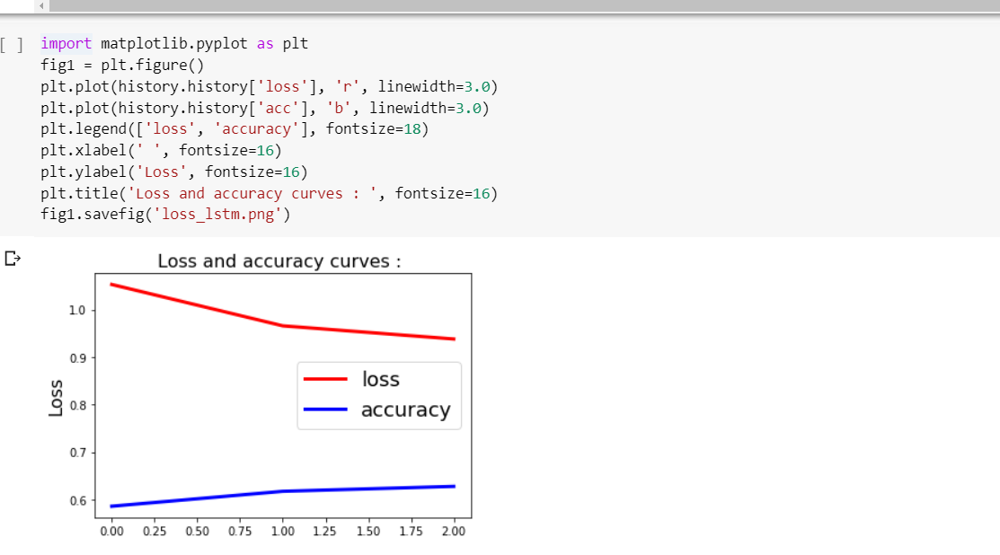 [ ] import matplotlib.pyplot as plt
fig1 = plt.figure()
plt.plot(history.history['loss'], 'r', linewidth=3.0)
plt.plot(history.history['acc'], 'b', linewidth=3.0)
plt.legend(['loss', 'accuracy'], fontsize=18)
plt.xlabel(' ', fontsize=16)
plt.ylabel('Loss', fontsize=16)
plt.title('Loss and accuracy curves : ', fontsize=16)
fig1.savefig('loss_lstm.png')
Loss and accuracy curves :
Loss
1.0
0.9
0.8
0.7
0.6
loss
accuracy
0.00 0.25 0.50 0.75 1.00 1.25 1.50 1.75 2.00